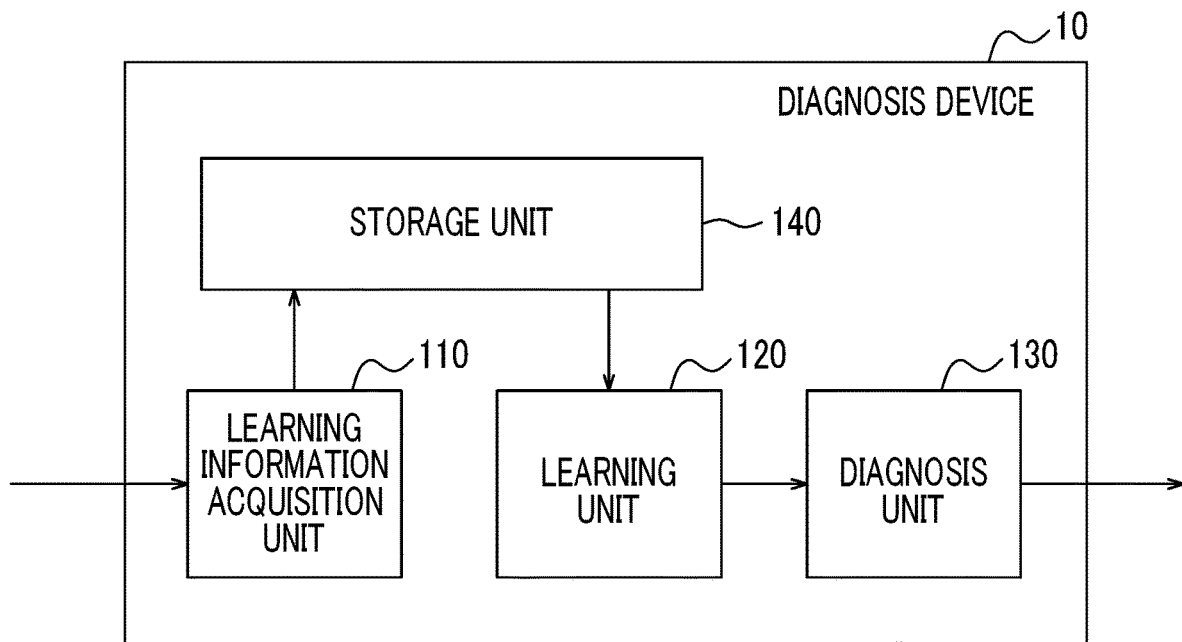 10
DIAGNOSIS DEVICE
STORAGE UNIT
140
110
120
130
LEARNING
INFORMATION
ACQUISITION
UNIT
LEARNING
UNIT
DIAGNOSIS
UNIT